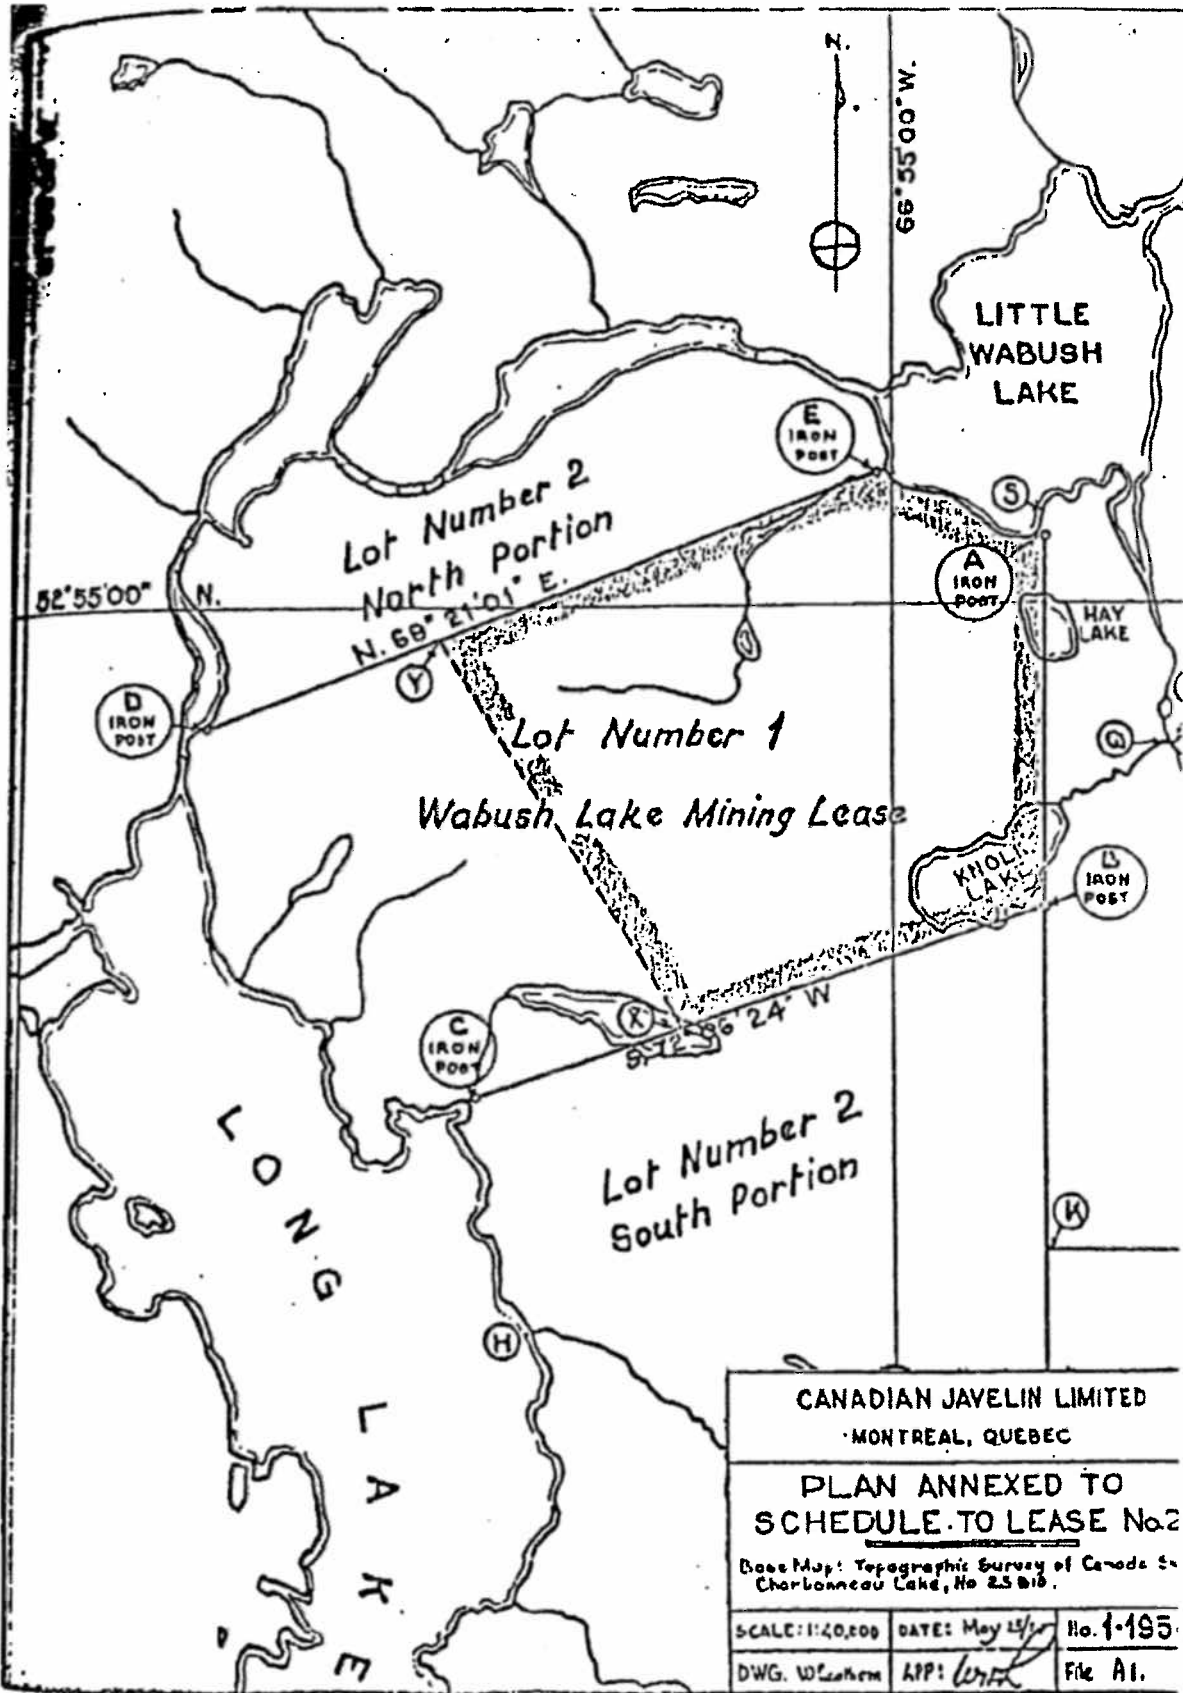 N.
66°55'00" W.
LITTLE
WABUSH
LAKE
E
IRON
POST
S
Lot Number 2
North Portion
N. 68° 21'01" E.
A
IRON
POST
52°55'00" N.
HAY
LAKE
Y
D
IRON
POST
Lot Number 1
Wabush Lake Mining Lease
KNOLL
LAKE
B
IRON
POST
X
C
IRON
POST
24" W
Lot Number 2
South Portion
K
H
LONG LAKE
CANADIAN JAVELIN LIMITED
MONTREAL, QUEBEC
PLAN ANNEXED TO
SCHEDULE TO LEASE No.2
Base Map: Topographic Survey of Canada
Charbonneau Lake, No
SCALE: 1:40,000
DATE: May
No. 1-195
DWG.
APP:
File A1.